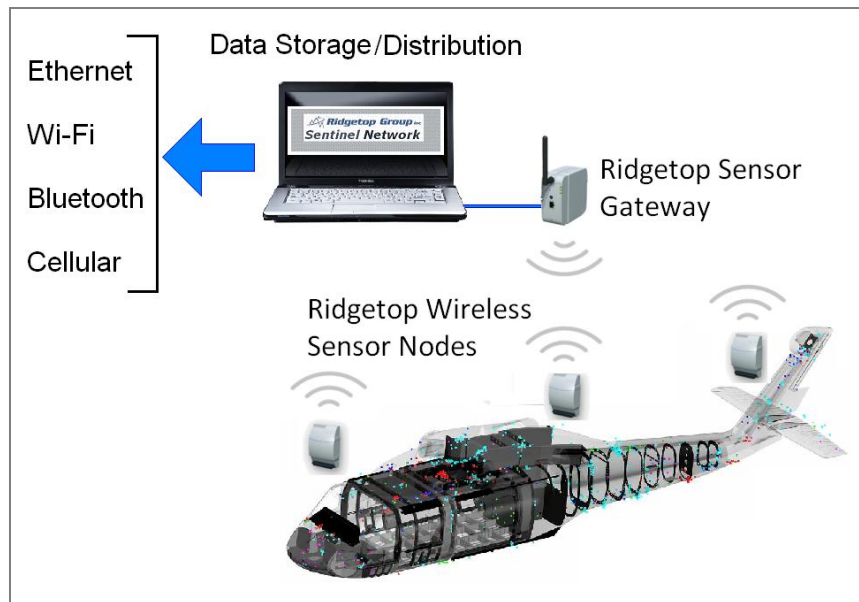 Data Storage/Distribution
Ethernet
Wi-Fi
Bluetooth
Cellular
Ridgetop Group inc
Sentinel Network
Ridgetop Sensor
Gateway
Ridgetop Wireless
Sensor Nodes